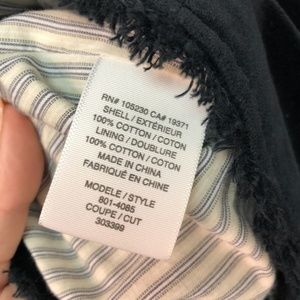 RN# 105230 CA# 19371
SHELL / EXTÉRIEUR
100% COTTON / COTON
LINING / DOUBLURE
100% COTTON / COTON
MADE IN CHINA
FABRIQUÉ EN CHINE
MODELE / STYLE
801-4085
COUPE / CUT
303399